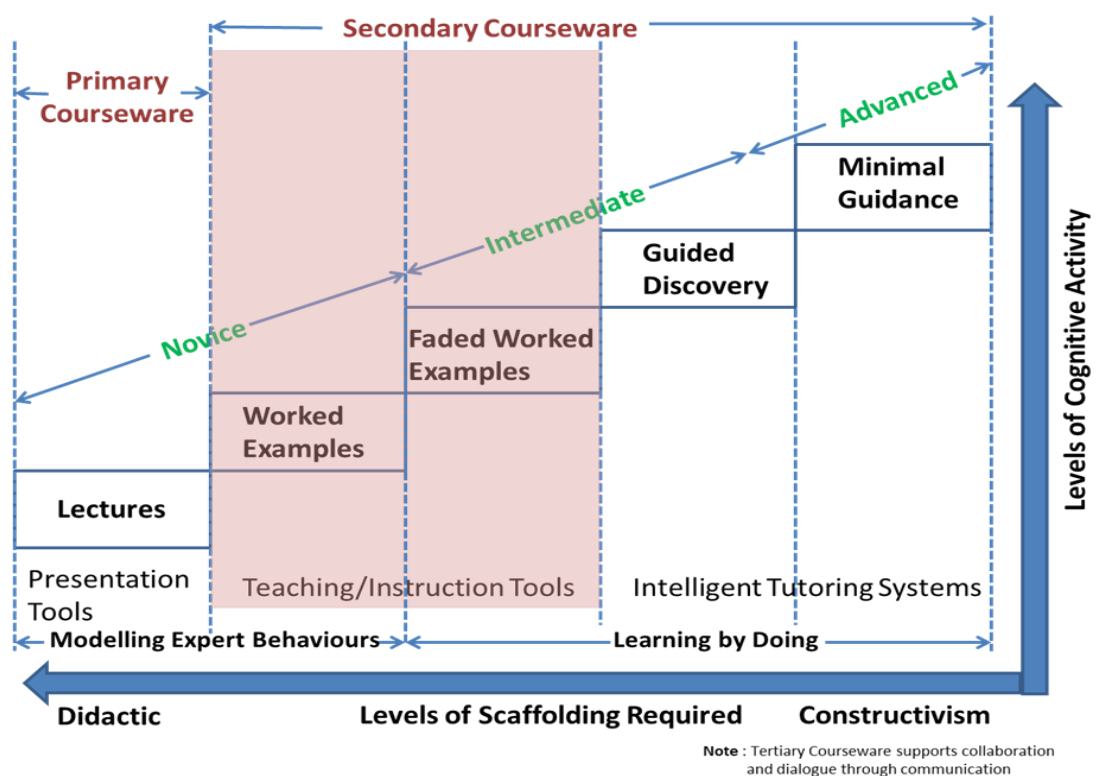 Secondary Courseware
Primary
Courseware
Advanced
Minimal
Guidance
Intermediate
Guided
Discovery
Novice
Faded Worked
Examples
Worked
Examples
Lectures
Levels of Cognitive Activity
Presentation
Tools
Teaching/Instruction Tools
Intelligent Tutoring Systems
Modelling Expert Behaviours
Learning by Doing
Didactic
Levels of Scaffolding Required
Constructivism
Note : Tertiary Courseware supports collaboration
and dialogue through communication